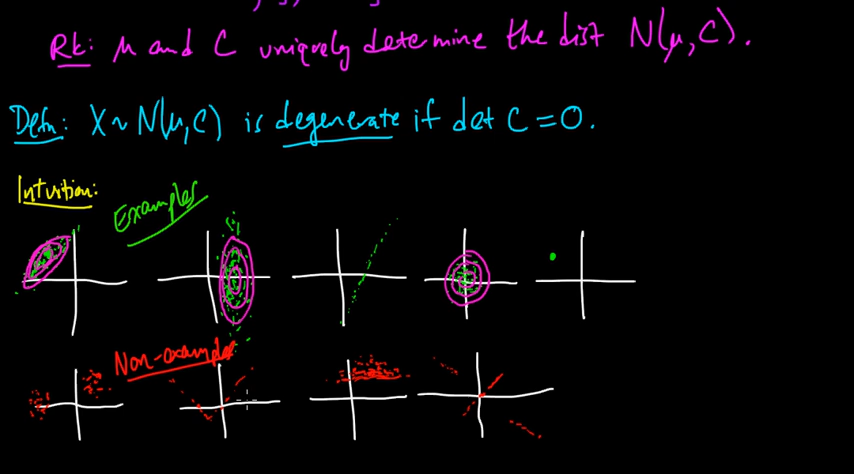 Rk: μ and C uniquely determine the dist N(μ, C).
Defn: X ~ N(μ, C) is degenerate if det C = 0.
Intuition:
Examples
Non-examples